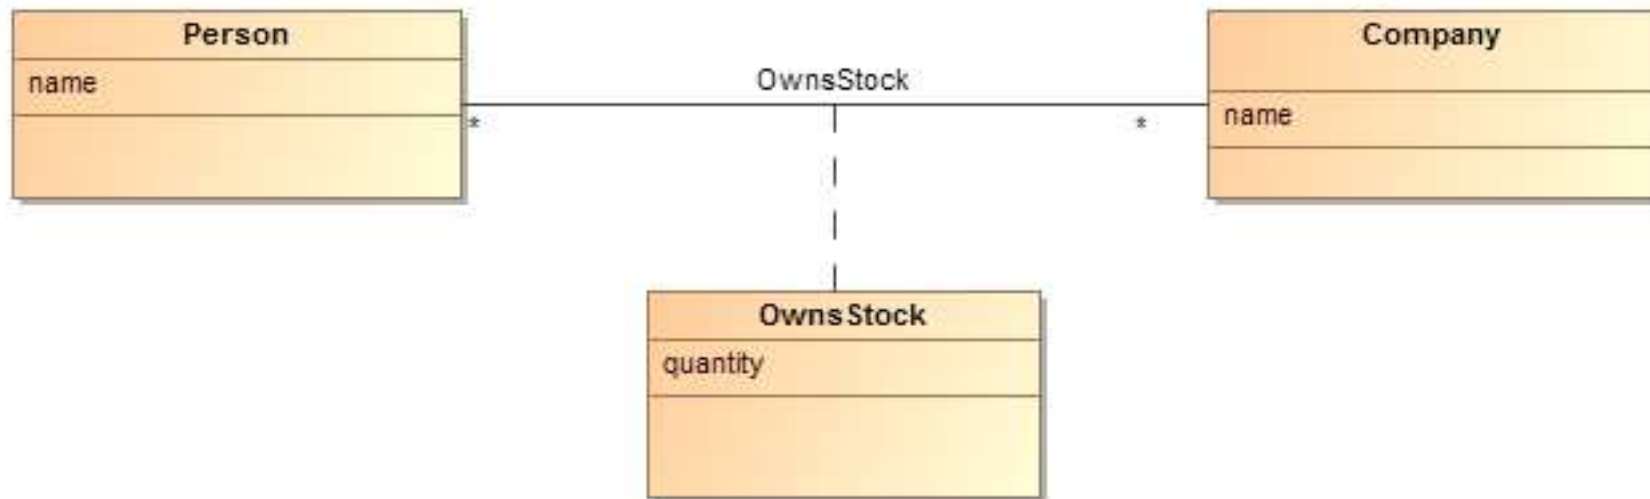 Person
name
*
OwnsStock
*
Company
name
OwnsStock
quantity